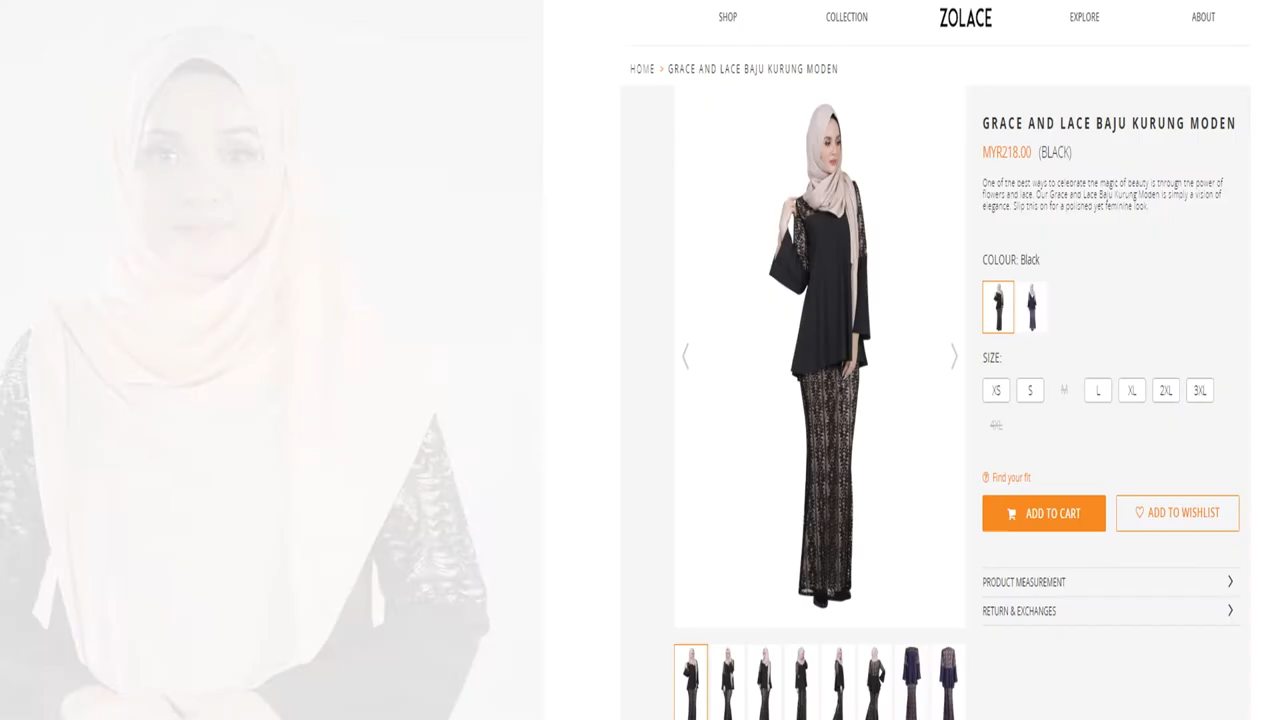 SHOP COLLECTION ZOLACE EXPLORE ABOUT
HOME > GRACE AND LACE BAJU KURUNG MODEN
GRACE AND LACE BAJU KURUNG MODEN
MYR218.00 (BLACK)
One of the best ways to celebrate the magic of beauty is through the power of
flowers and lace. Our Grace and Lace Baju Kurung Moden is simply a vision of
elegance. Slip this on for a polished yet feminine look.
COLOUR: Black
SIZE:
XS S M L XL 2XL 3XL
4XL
Find your fit
ADD TO CART ADD TO WISHLIST
PRODUCT MEASUREMENT
RETURN & EXCHANGES